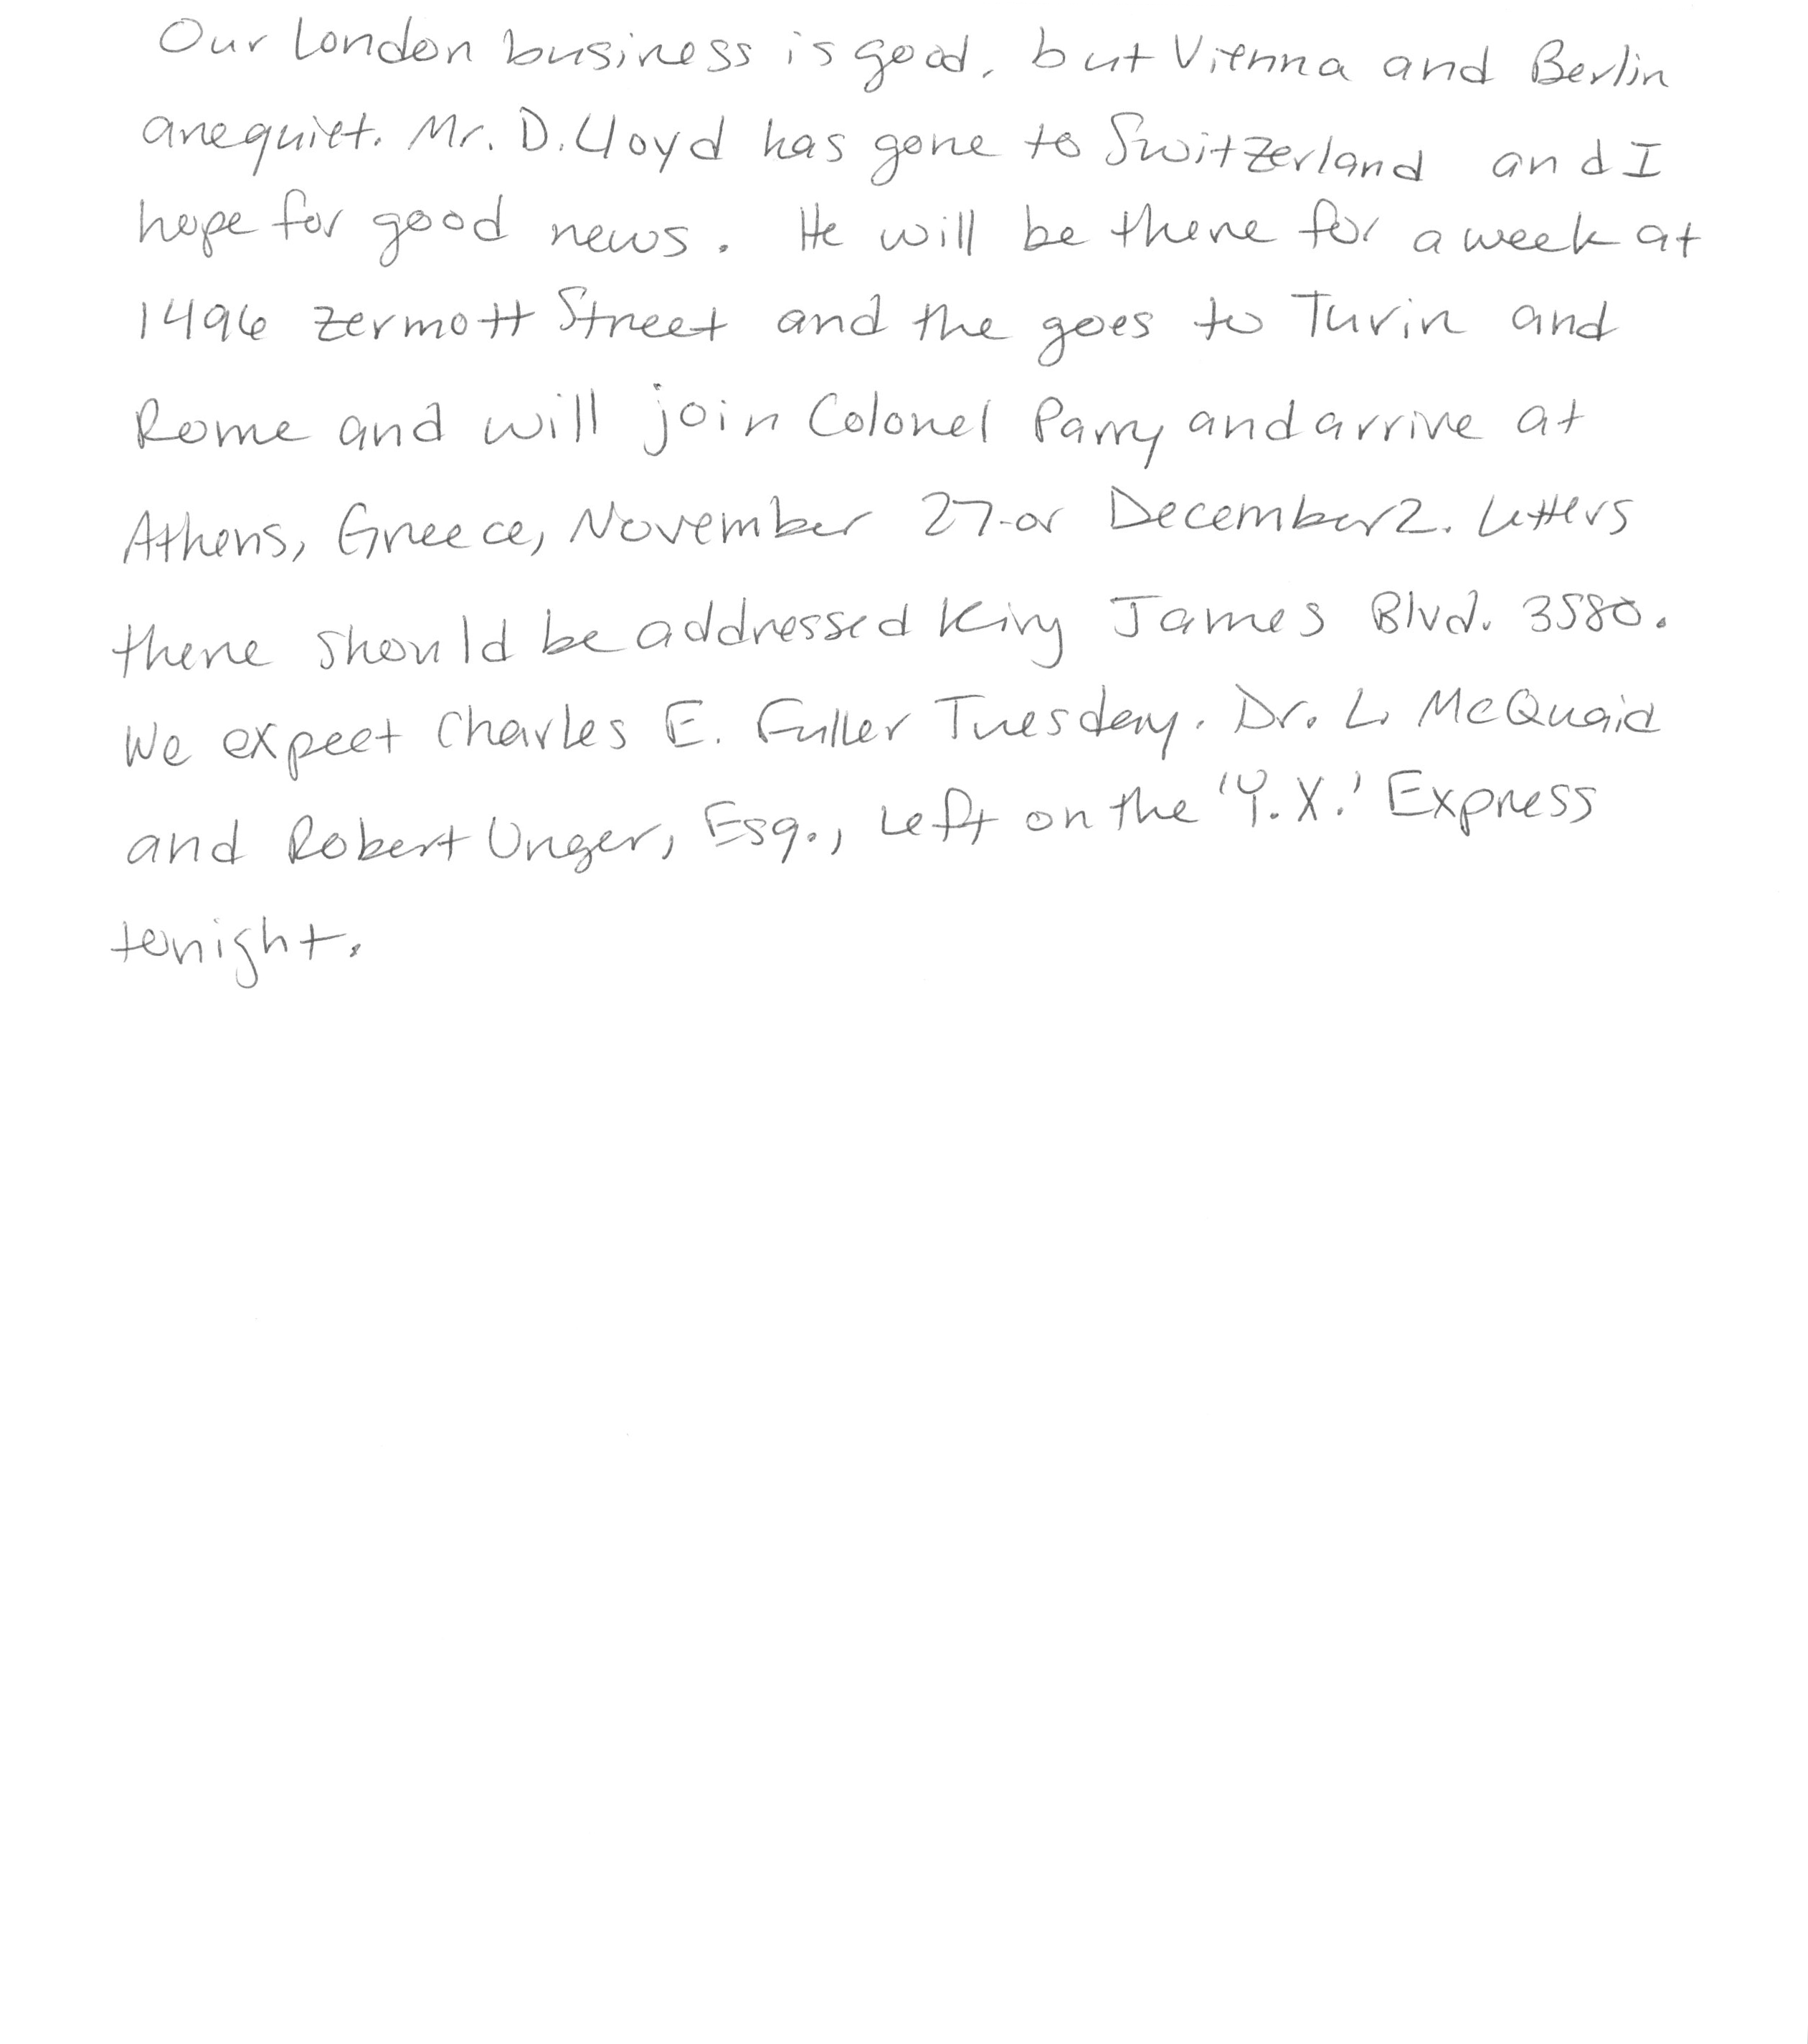 Our London business is good, but Vienna and Berlin
are quiet. Mr. D. Lloyd has gone to Switzerland and I
hope for good news. He will be there for a week at
1496 Zermott Street and the goes to Turin and
Rome and will join Colonel Parry and arrive at
Athens, Greece, November 27 or December 2. Letters
there should be addressed King James Blvd. 3580.
We expect Charles E. Fuller Tuesday. Dr. L. McQuaid
and Robert Unger, Esq., left on the 'Y.X.' Express
tonight.